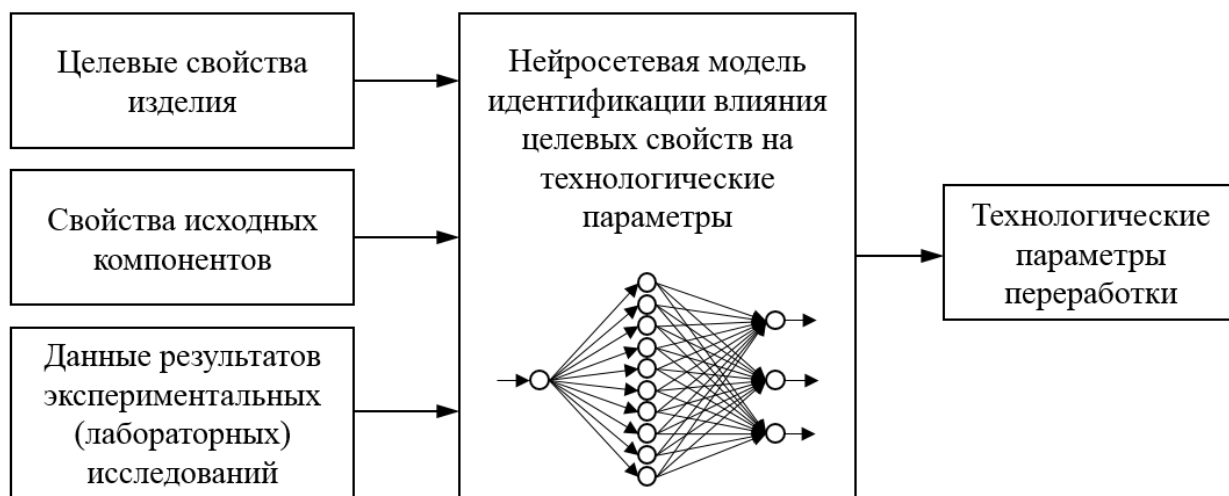 Целевые свойства
изделия
Свойства исходных
компонентов
Данные результатов
экспериментальных
(лабораторных)
исследований
Нейросетевая модель
идентификации влияния
целевых свойств на
технологические
параметры
Технологические
параметры
переработки